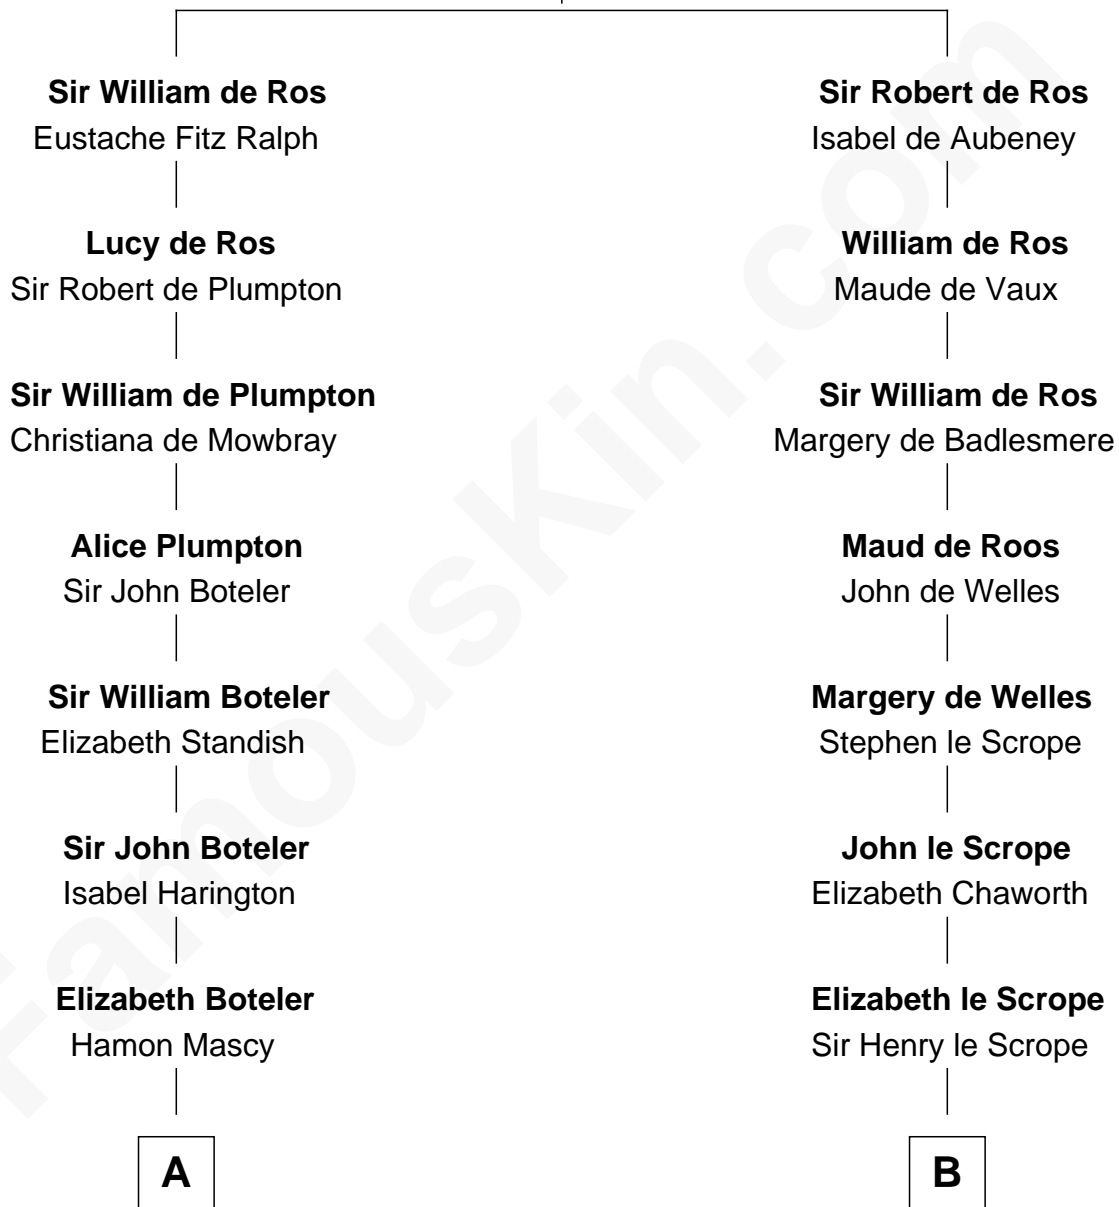 Sir William de Ros
Eustache Fitz Ralph
Lucy de Ros
Sir Robert de Plumpton
Sir William de Plumpton
Christiana de Mowbray
Alice Plumpton
Sir John Boteler
Sir William Boteler
Elizabeth Standish
Sir John Boteler
Isabel Harington
Elizabeth Boteler
Hamon Mascy
A
Sir Robert de Ros
Isabel de Aubeney
William de Ros
Maude de Vaux
Sir William de Ros
Margery de Badlesmere
Maud de Roos
John de Welles
Margery de Welles
Stephen le Scrope
John le Scrope
Elizabeth Chaworth
Elizabeth le Scrope
Sir Henry le Scrope
B
FamousKin.com